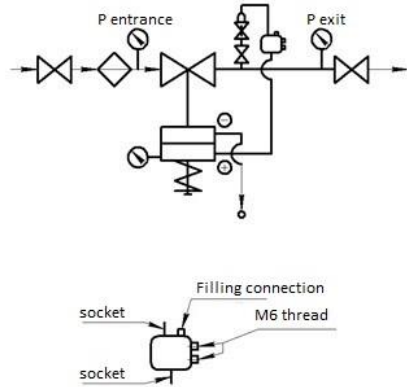 P entrance
P exit
−
+
Filling connection
socket
M6 thread
socket